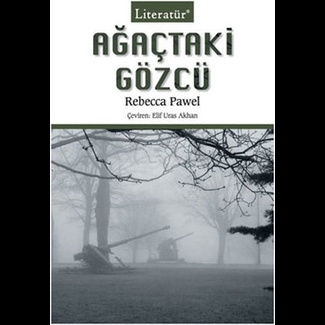 Literatür®
AĞAÇTAKİ
GÖZCÜ
Rebecca Pawel
Çeviren: Elif Uras Akhan